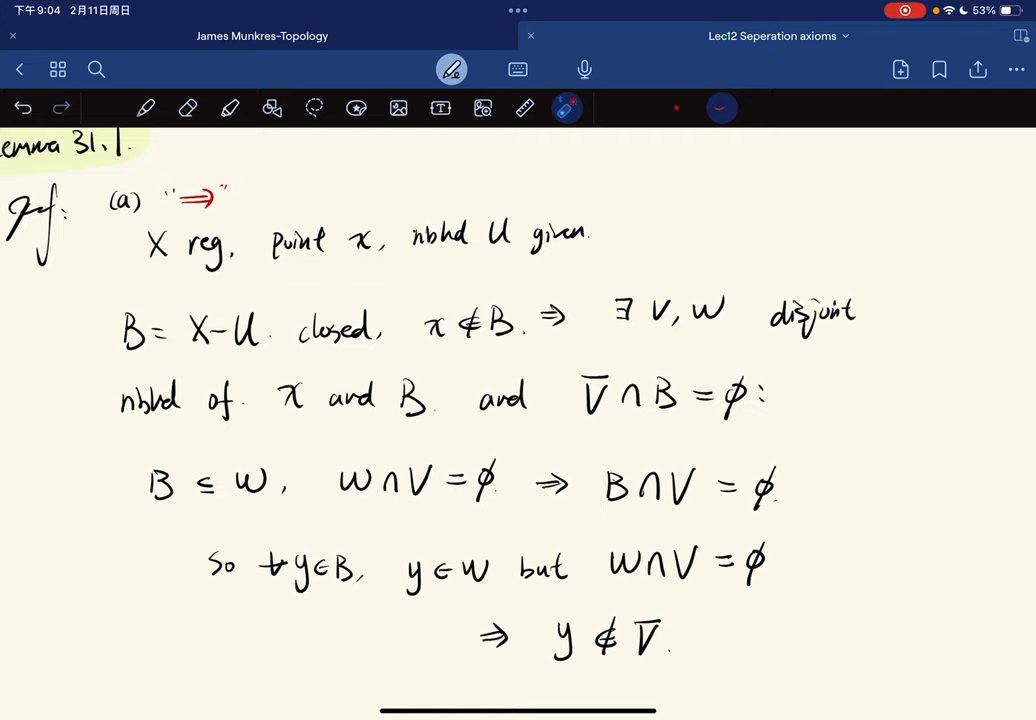 下午9:04 2月11日周日
53%
James Munkres-Topology
Lec12 Seperation axioms
emma 31.1.
pf: (a) "⇒"
X reg, point x, nbhd U given.
B = X-U. closed, x ∉ B. ⇒ ∃ V, W disjoint
nbhd of x and B. and V̄ ∩ B = ∅:
B ⊆ W, W ∩ V = ∅. ⇒ B ∩ V = ∅.
So ∀ y ∈ B, y ∈ W but W ∩ V = ∅
⇒ y ∉ V̄.